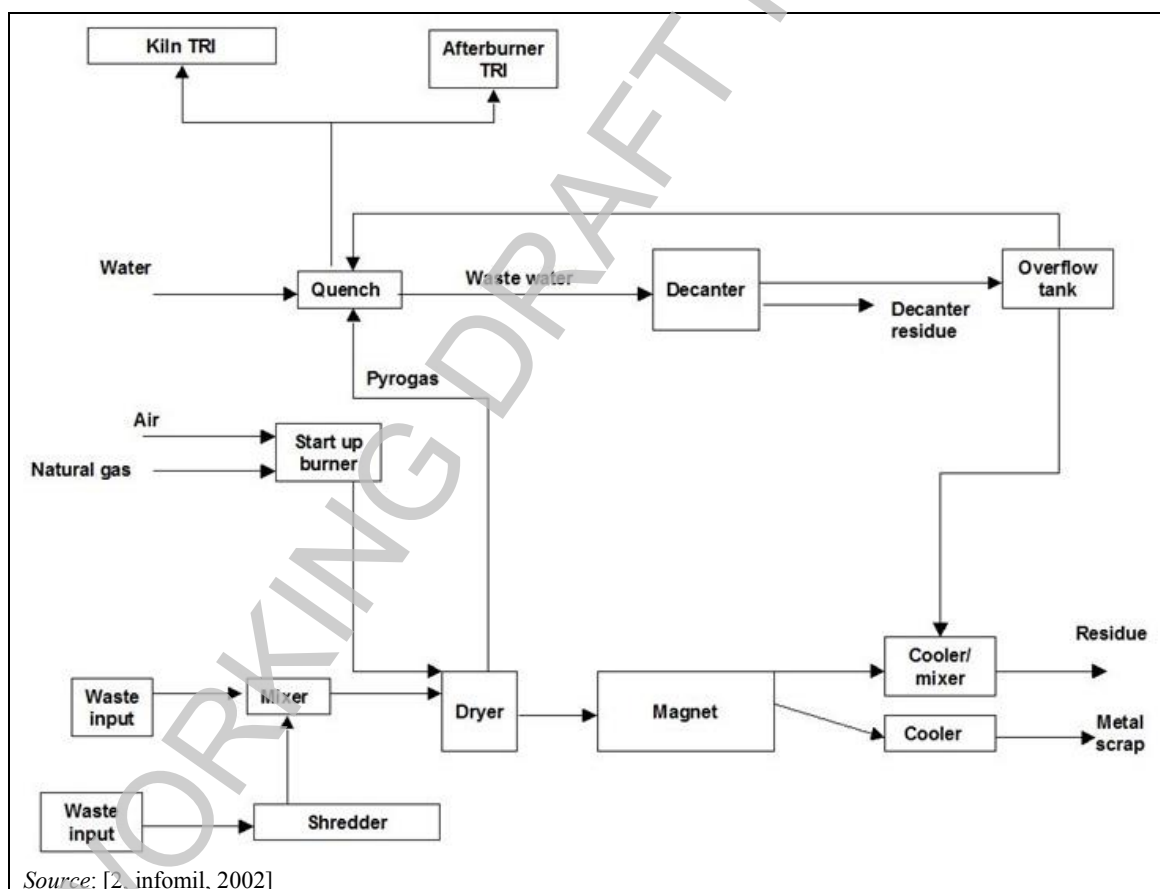 Kiln TRI
Afterburner
TRI
Water
Quench
Waste water
Decanter
Overflow
tank
Decanter
residue
Pyrogas
Air
Start up
burner
Natural gas
Residue
Cooler/
mixer
Waste
input
Mixer
Dryer
Magnet
Metal
scrap
Cooler
Waste
input
Shredder
WORKING DRAFT
Source: [2, infomil, 2002]